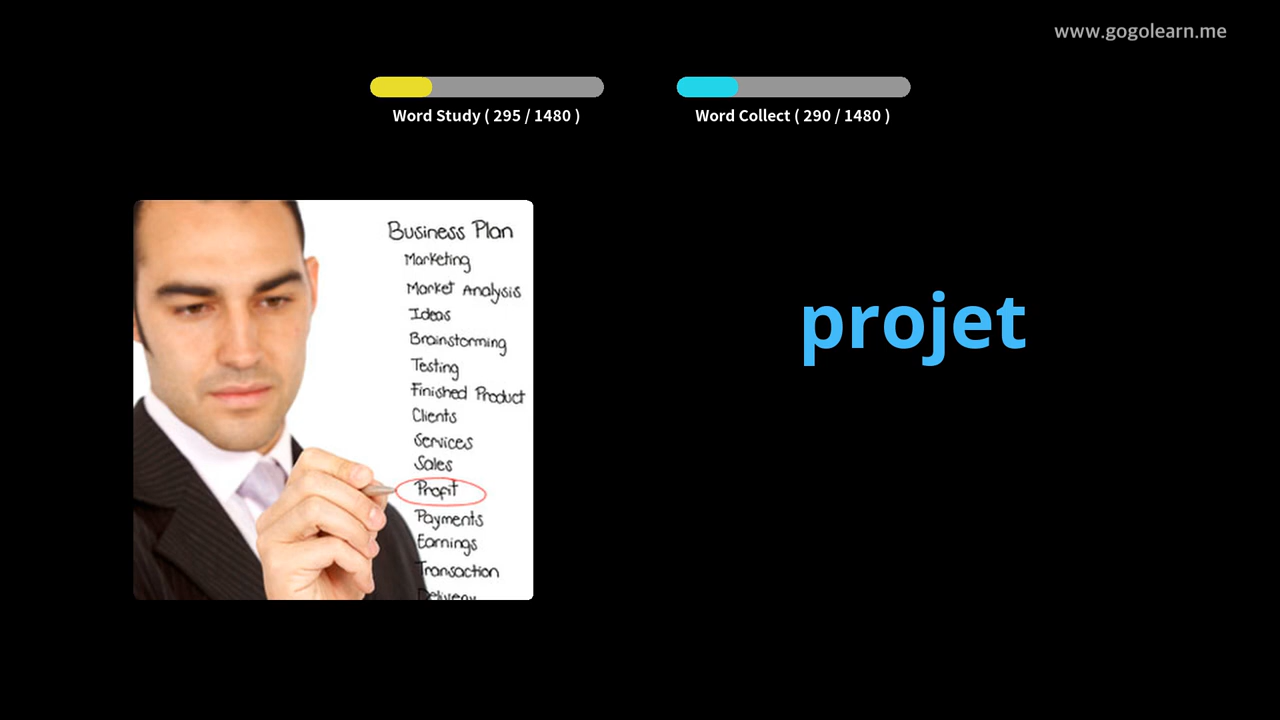 www.gogolearn.me
Word Study ( 295 / 1480 )
Word Collect ( 290 / 1480 )
Business Plan
Marketing
Market Analysis
Ideas
Brainstorming
Testing
Finished Product
Clients
Services
Sales
Profit
Payments
Earnings
Transaction
Delivery
projet